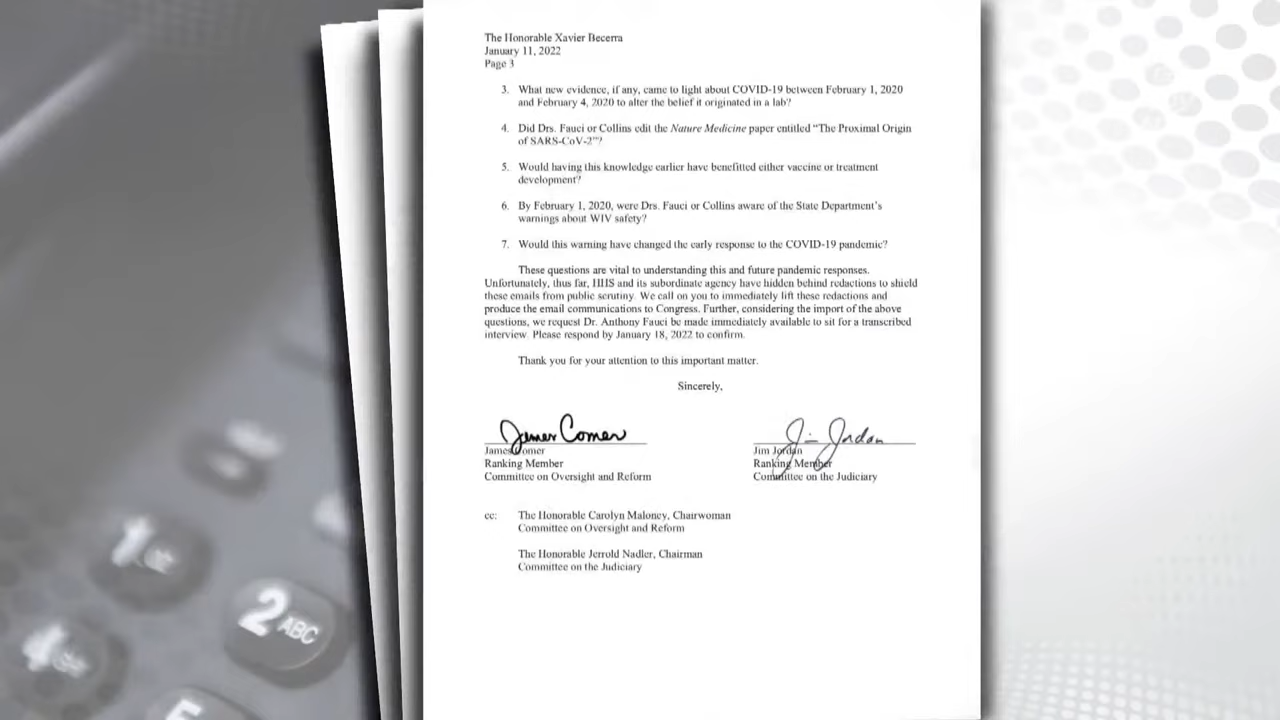 The Honorable Xavier Becerra
January 11, 2022
Page 3
3. What new evidence, if any, came to light about COVID-19 between February 1, 2020
and February 4, 2020 to alter the belief it originated in a lab?
4. Did Drs. Fauci or Collins edit the Nature Medicine paper entitled “The Proximal Origin
of SARS-CoV-2”?
5. Would having this knowledge earlier have benefitted either vaccine or treatment
development?
6. By February 1, 2020, were Drs. Fauci or Collins aware of the State Department’s
warnings about WIV safety?
7. Would this warning have changed the early response to the COVID-19 pandemic?
These questions are vital to understanding this and future pandemic responses.
Unfortunately, thus far, HHS and its subordinate agency have hidden behind redactions to shield
these emails from public scrutiny. We call on you to immediately lift these redactions and
produce the email communications to Congress. Further, considering the import of the above
questions, we request Dr. Anthony Fauci be made immediately available to sit for a transcribed
interview. Please respond by January 18, 2022 to confirm.
Thank you for your attention to this important matter.
Sincerely,
James Comer
Jim Jordan
James Comer
Jim Jordan
Ranking Member
Ranking Member
Committee on Oversight and Reform
Committee on the Judiciary
cc: The Honorable Carolyn Maloney, Chairwoman
Committee on Oversight and Reform
The Honorable Jerrold Nadler, Chairman
Committee on the Judiciary
1
2 ABC
5